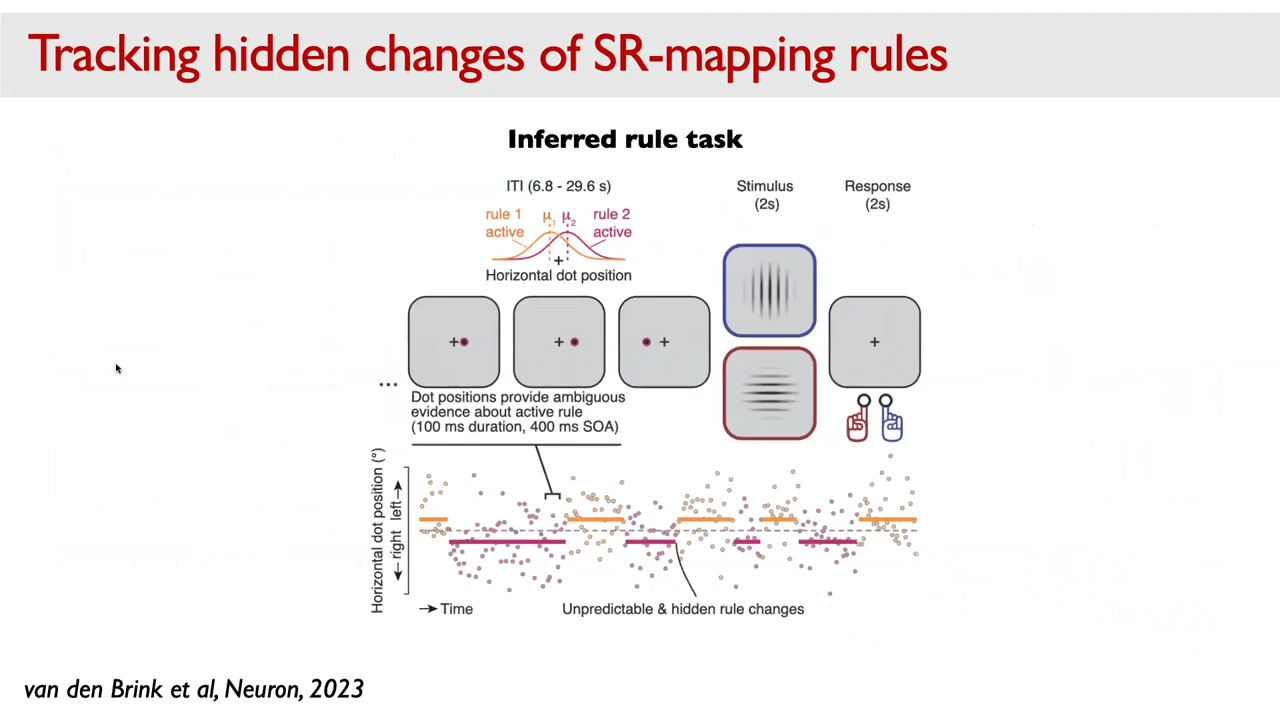 Tracking hidden changes of SR-mapping rules
Inferred rule task
ITI (6.8 - 29.6 s)
Stimulus
(2s)
Response
(2s)
rule 1
active
μ1
μ2
rule 2
active
+
Horizontal dot position
+
+
+
+
...
Dot positions provide ambiguous
evidence about active rule
(100 ms duration, 400 ms SOA)
Horizontal dot position (°)
right
left
Time
Unpredictable & hidden rule changes
van den Brink et al, Neuron, 2023